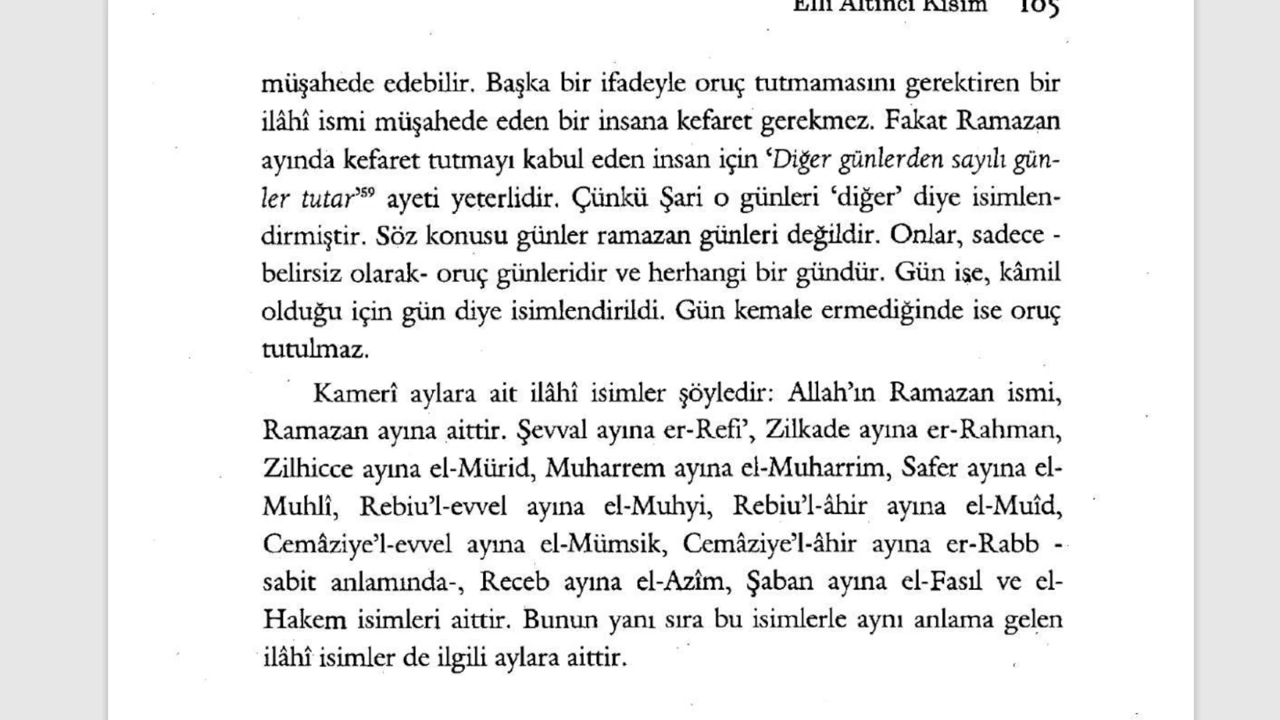 Elli Altıncı Kısım 105
müşahede edebilir. Başka bir ifadeyle oruç tutmamasını gerektiren bir
ilâhî ismi müşahede eden bir insana kefaret gerekmez. Fakat Ramazan
ayında kefaret tutmayı kabul eden insan için ‘Diğer günlerden sayılı gün-
ler tutar’⁵⁹ ayeti yeterlidir. Çünkü Şari o günleri ‘diğer’ diye isimlen-
dirmiştir. Söz konusu günler ramazan günleri değildir. Onlar, sadece -
belirsiz olarak- oruç günleridir ve herhangi bir gündür. Gün ise, kâmil
olduğu için gün diye isimlendirildi. Gün kemale ermediğinde ise oruç
tutulmaz.
Kamerî aylara ait ilâhî isimler şöyledir: Allah’ın Ramazan ismi,
Ramazan ayına aittir. Şevval ayına er-Refi’, Zilkade ayına er-Rahman,
Zilhicce ayına el-Mürid, Muharrem ayına el-Muharrim, Safer ayına el-
Muhlî, Rebiu’l-evvel ayına el-Muhyi, Rebiu’l-âhir ayına el-Muîd,
Cemâziye’l-evvel ayına el-Mümsik, Cemâziye’l-âhir ayına er-Rabb -
sabit anlamında-, Receb ayına el-Azîm, Şaban ayına el-Fasıl ve el-
Hakem isimleri aittir. Bunun yanı sıra bu isimlerle aynı anlama gelen
ilâhî isimler de ilgili aylara aittir.